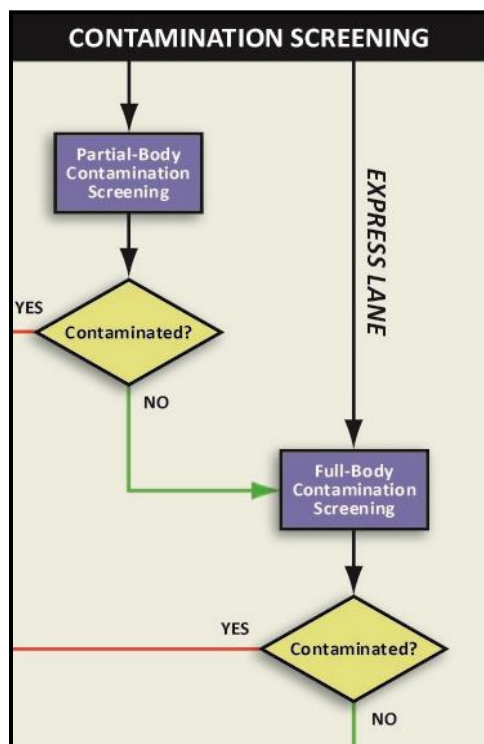 CONTAMINATION SCREENING
Partial-Body
Contamination
Screening
EXPRESS LANE
YES
Contaminated?
NO
Full-Body
Contamination
Screening
YES
Contaminated?
NO